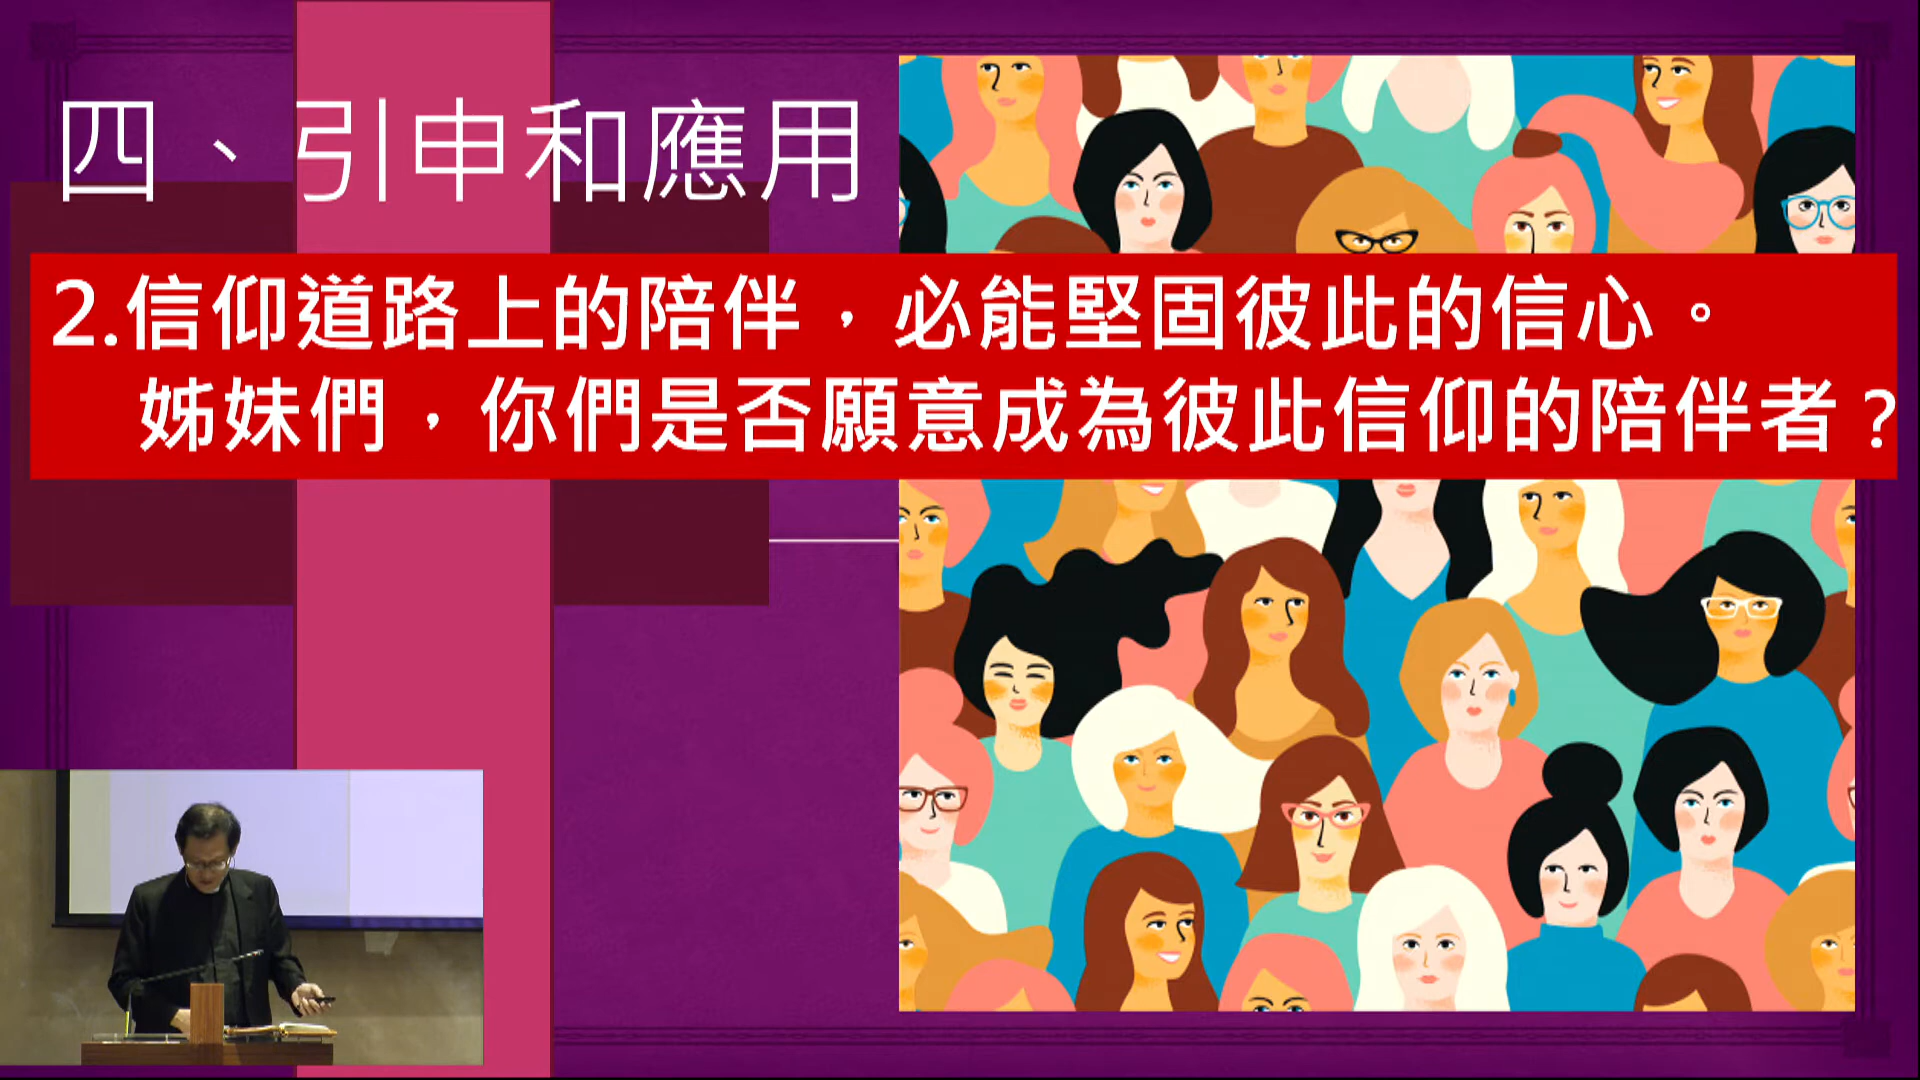 四、引申和應用
2.信仰道路上的陪伴，必能堅固彼此的信心。
姊妹們，你們是否願意成為彼此信仰的陪伴者？